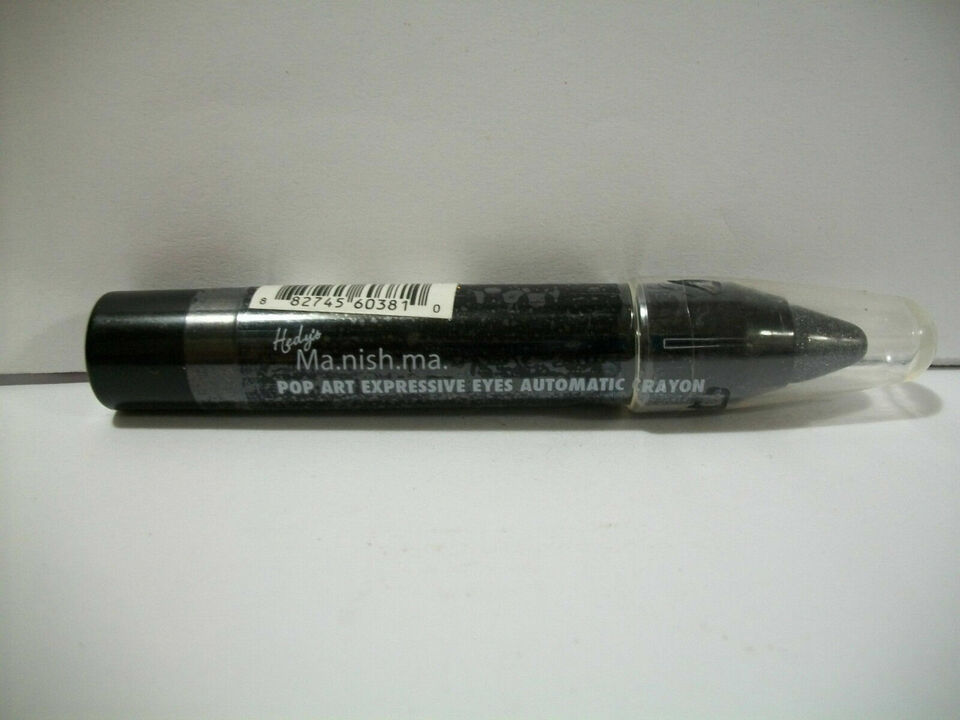 8 82745 60381 0
Hedy's
Ma.nish.ma.
POP ART EXPRESSIVE EYES AUTOMATIC CRAYON